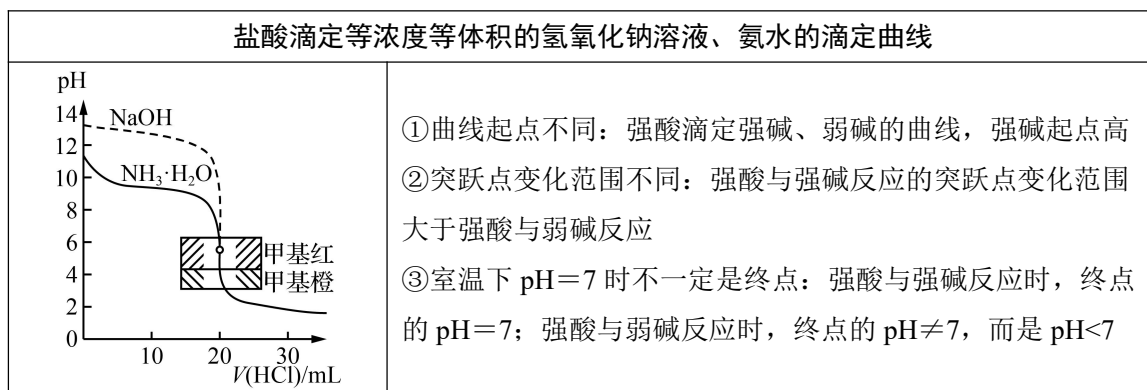 盐酸滴定等浓度等体积的氢氧化钠溶液、氨水的滴定曲线
pH
14
12
10
8
6
4
2
0
NaOH
NH₃·H₂O
甲基红
甲基橙
10 20 30
V(HCl)/mL
①曲线起点不同：强酸滴定强碱、弱碱的曲线，强碱起点高
②突跃点变化范围不同：强酸与强碱反应的突跃点变化范围
大于强酸与弱碱反应
③室温下 pH＝7 时不一定是终点：强酸与强碱反应时，终点
的 pH＝7；强酸与弱碱反应时，终点的 pH≠7，而是 pH<7